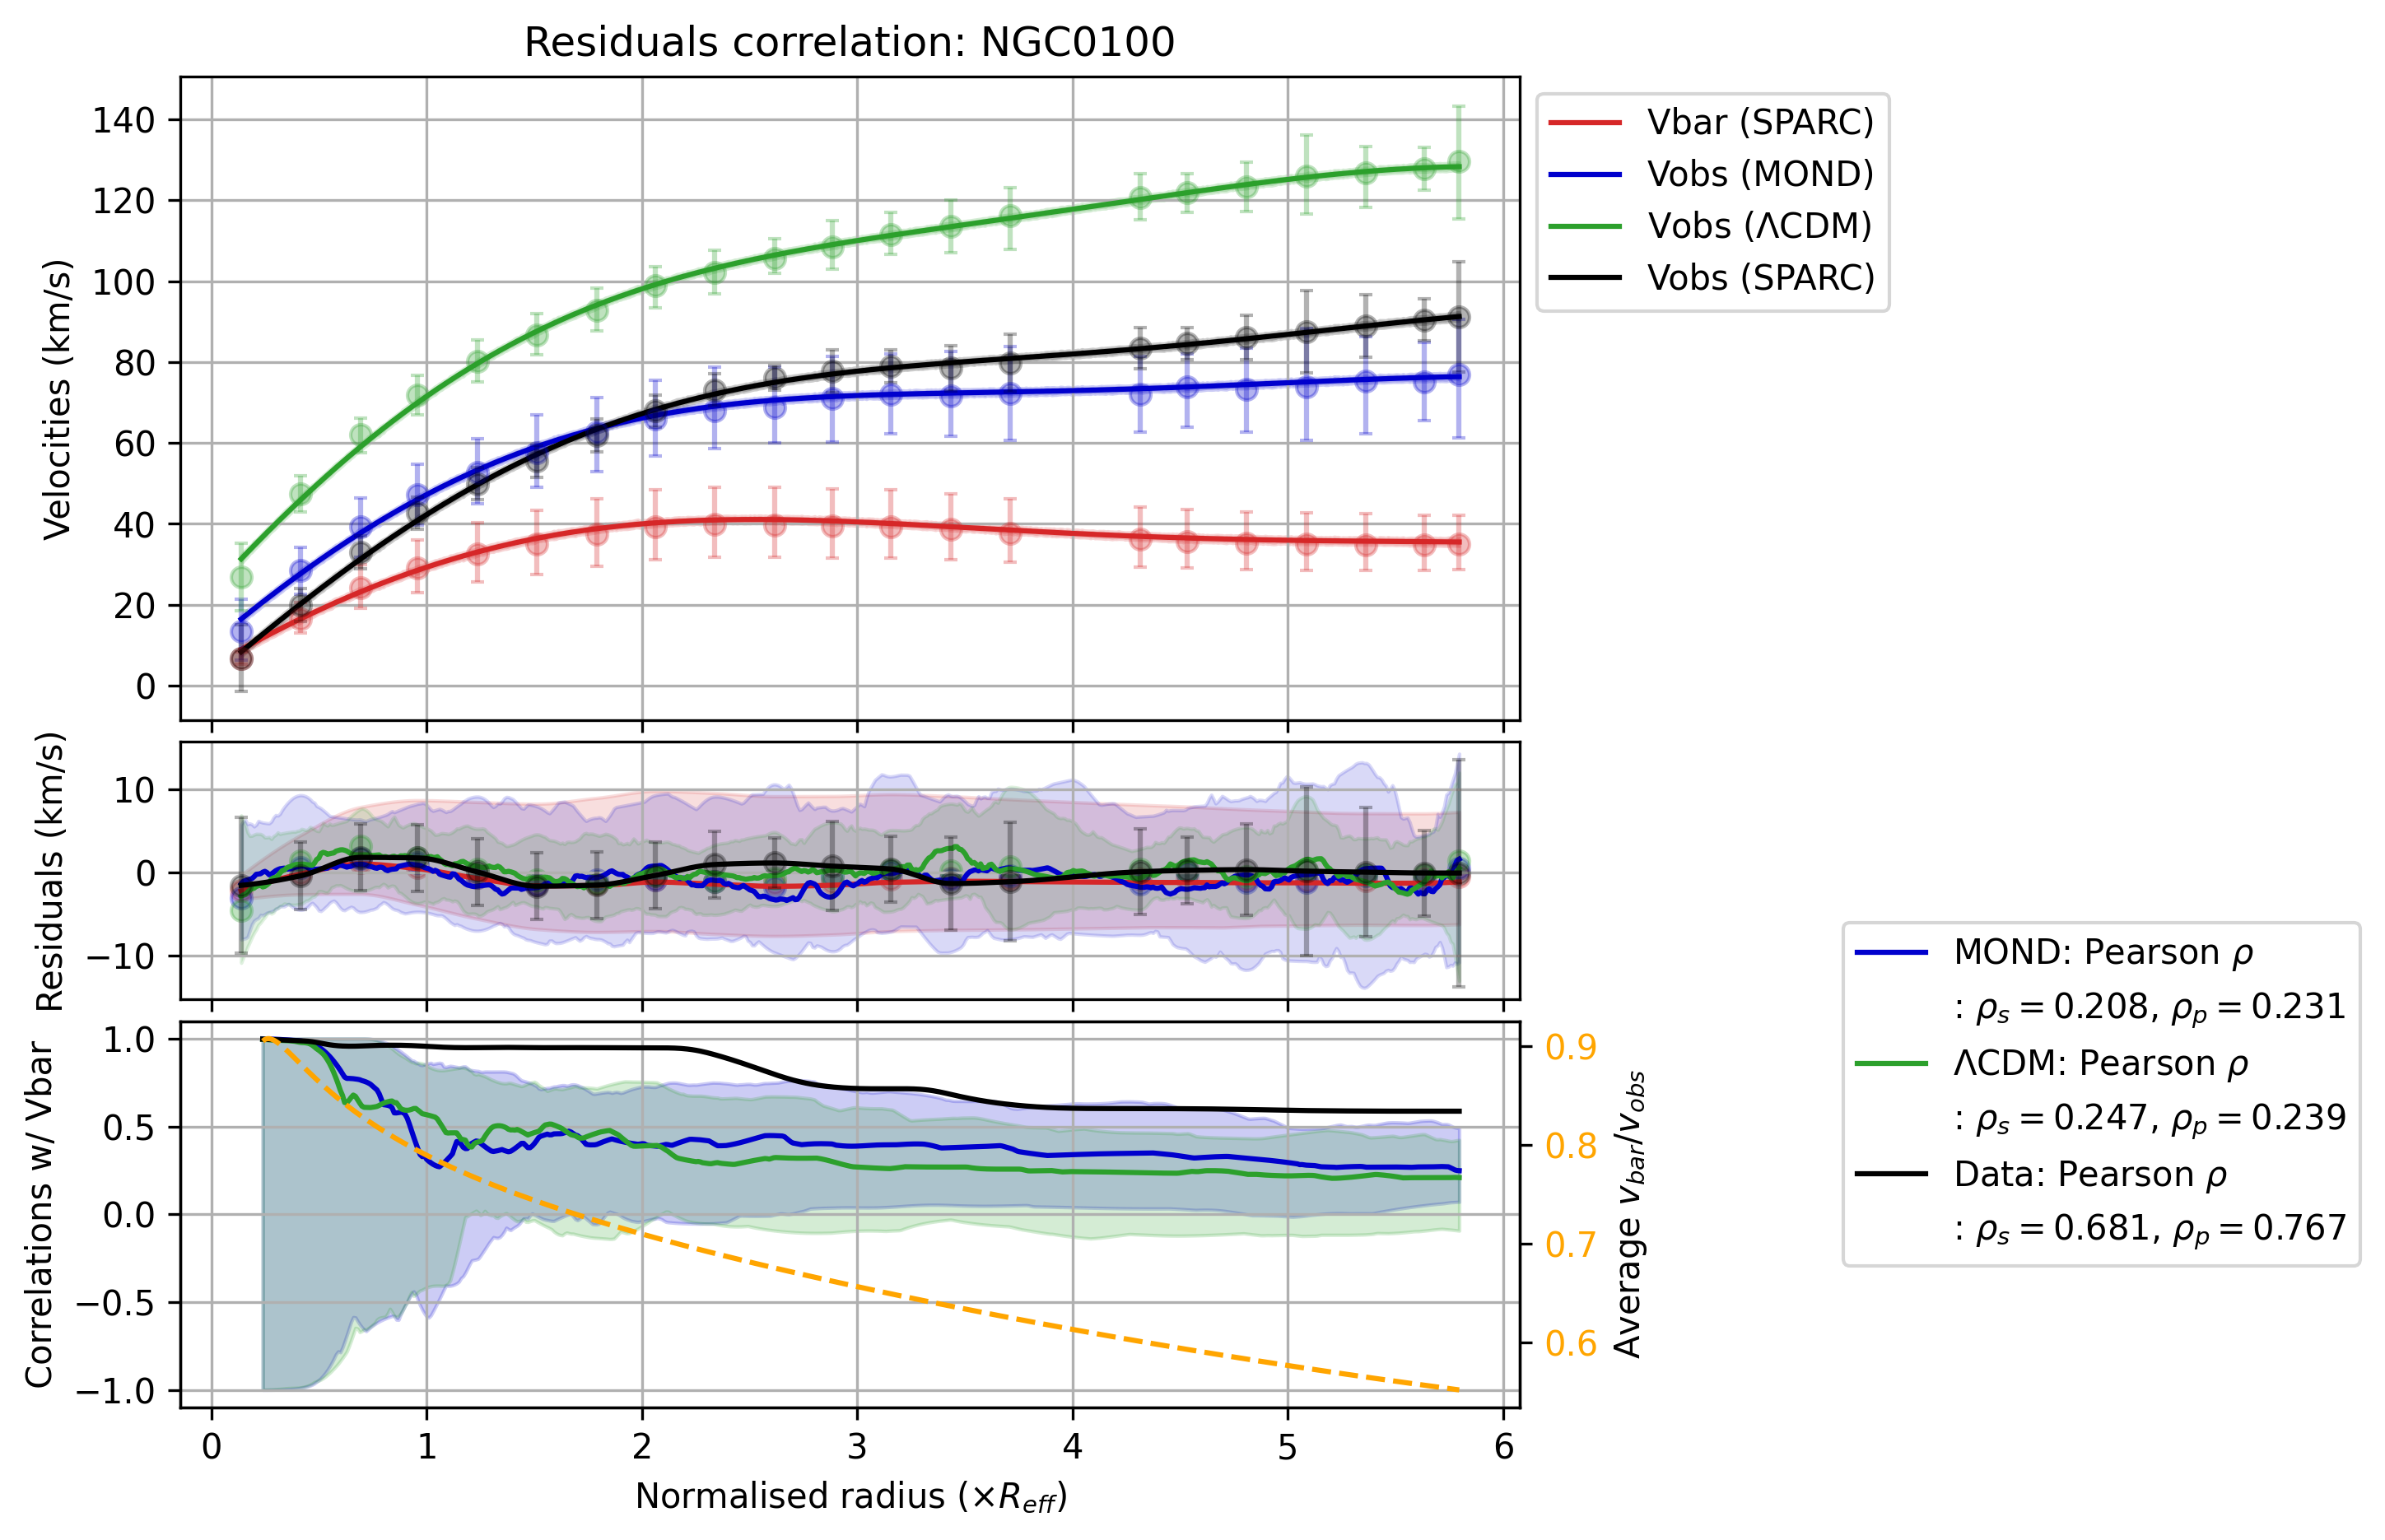 Residuals correlation: NGC0100
Velocities (km/s)
140
120
100
80
60
40
20
0
Vbar (SPARC)
Vobs (MOND)
Vobs (ΛCDM)
Vobs (SPARC)
Residuals (km/s)
10
0
−10
Correlations w/ Vbar
1.0
0.5
0.0
−0.5
−1.0
0.9
0.8
0.7
0.6
Average v_bar/v_obs
MOND: Pearson ρ
: ρ_s = 0.208, ρ_p = 0.231
ΛCDM: Pearson ρ
: ρ_s = 0.247, ρ_p = 0.239
Data: Pearson ρ
: ρ_s = 0.681, ρ_p = 0.767
0 1 2 3 4 5 6
Normalised radius (×R_eff)